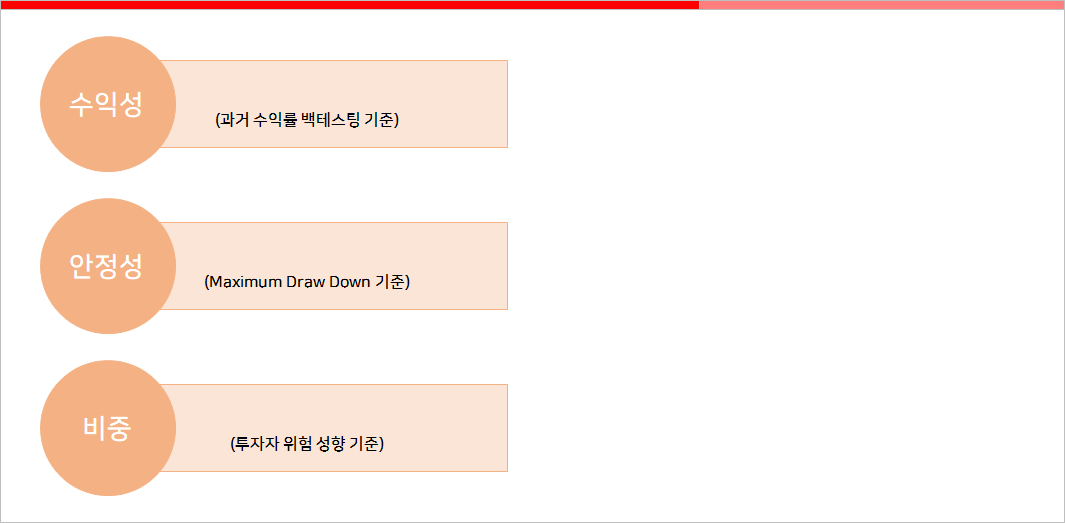 수익성
(과거 수익률 백테스팅 기준)
안정성
(Maximum Draw Down 기준)
비중
(투자자 위험 성향 기준)